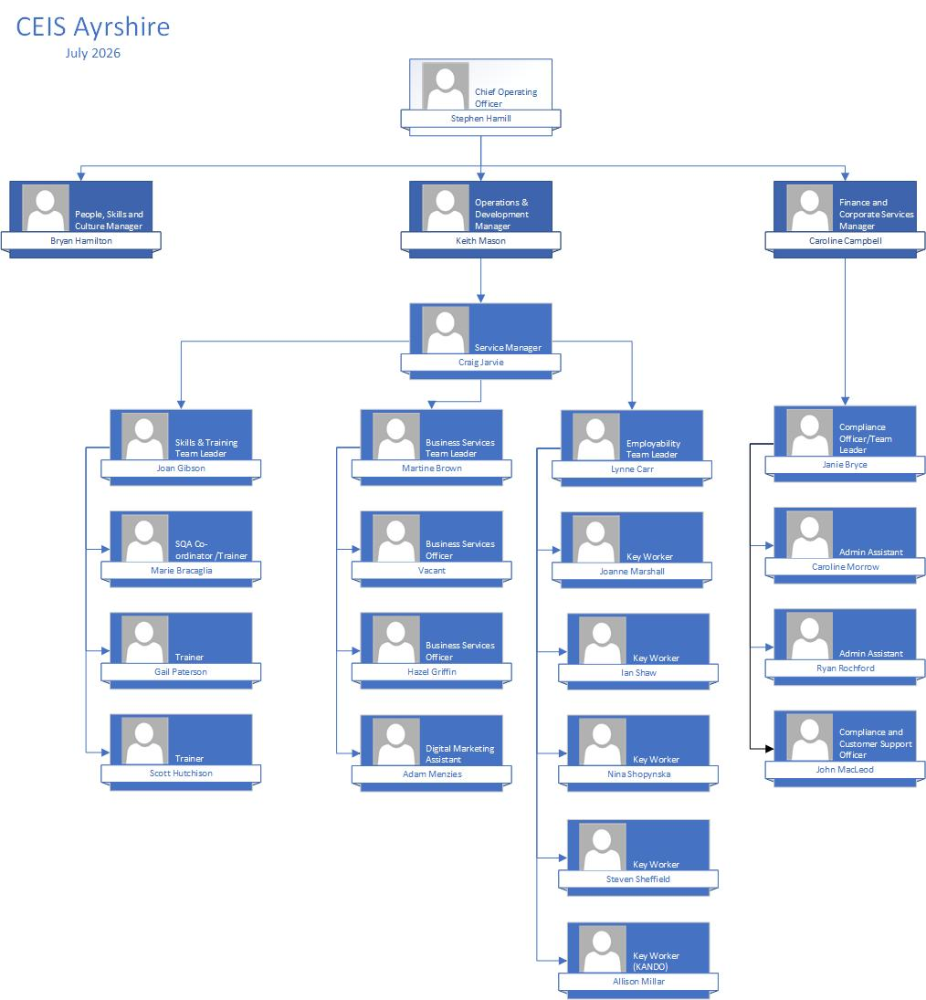 CEIS Ayrshire
July 2026
Chief Operating
Officer
Stephen Hamill
People, Skills and
Culture Manager
Bryan Hamilton
Operations &
Development
Manager
Keith Mason
Finance and
Corporate Services
Manager
Caroline Campbell
Service Manager
Craig Jarvie
Skills & Training
Team Leader
Joan Gibson
SQA Co-
ordinator /Trainer
Marie Bracaglia
Trainer
Gail Paterson
Trainer
Scott Hutchison
Business Services
Team Leader
Martine Brown
Business Services
Officer
Vacant
Business Services
Officer
Hazel Griffin
Digital Marketing
Assistant
Adam Menzies
Employability
Team Leader
Lynne Carr
Key Worker
Joanne Marshall
Key Worker
Ian Shaw
Key Worker
Nina Shopynska
Key Worker
Steven Sheffield
Key Worker
(KANDO)
Allison Millar
Compliance
Officer/Team
Leader
Janie Bryce
Admin Assistant
Caroline Morrow
Admin Assistant
Ryan Rochford
Compliance and
Customer Support
Officer
John MacLeod